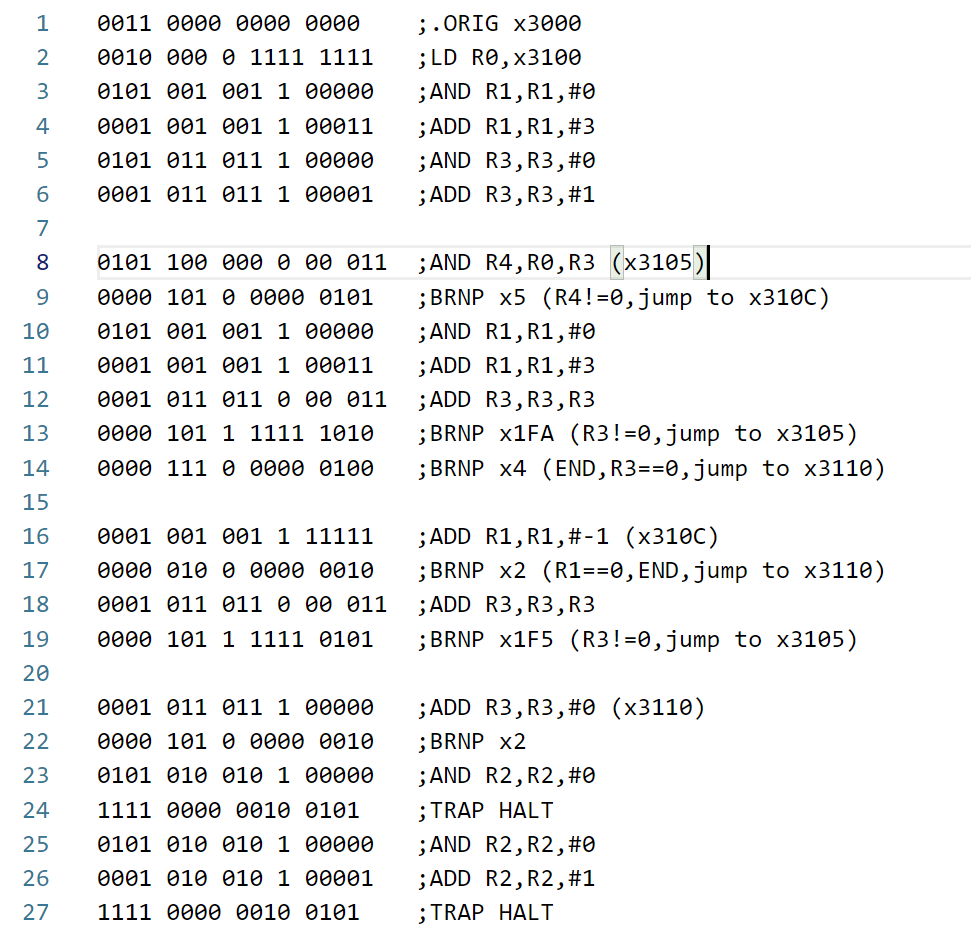 1 0011 0000 0000 0000 ;.ORIG x3000
2 0010 000 0 1111 1111 ;LD R0,x3100
3 0101 001 001 1 00000 ;AND R1,R1,#0
4 0001 001 001 1 00011 ;ADD R1,R1,#3
5 0101 011 011 1 00000 ;AND R3,R3,#0
6 0001 011 011 1 00001 ;ADD R3,R3,#1
7
8 0101 100 000 0 00 011 ;AND R4,R0,R3 (x3105)
9 0000 101 0 0000 0101 ;BRNP x5 (R4!=0,jump to x310C)
10 0101 001 001 1 00000 ;AND R1,R1,#0
11 0001 001 001 1 00011 ;ADD R1,R1,#3
12 0001 011 011 0 00 011 ;ADD R3,R3,R3
13 0000 101 1 1111 1010 ;BRNP x1FA (R3!=0,jump to x3105)
14 0000 111 0 0000 0100 ;BRNP x4 (END,R3==0,jump to x3110)
15
16 0001 001 001 1 11111 ;ADD R1,R1,#-1 (x310C)
17 0000 010 0 0000 0010 ;BRNP x2 (R1==0,END,jump to x3110)
18 0001 011 011 0 00 011 ;ADD R3,R3,R3
19 0000 101 1 1111 0101 ;BRNP x1F5 (R3!=0,jump to x3105)
20
21 0001 011 011 1 00000 ;ADD R3,R3,#0 (x3110)
22 0000 101 0 0000 0010 ;BRNP x2
23 0101 010 010 1 00000 ;AND R2,R2,#0
24 1111 0000 0010 0101 ;TRAP HALT
25 0101 010 010 1 00000 ;AND R2,R2,#0
26 0001 010 010 1 00001 ;ADD R2,R2,#1
27 1111 0000 0010 0101 ;TRAP HALT